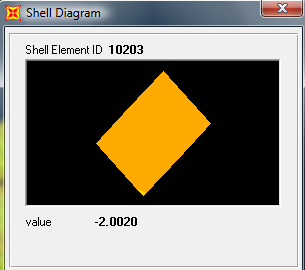 Shell Diagram
Shell Element ID 10203
value -2.0020